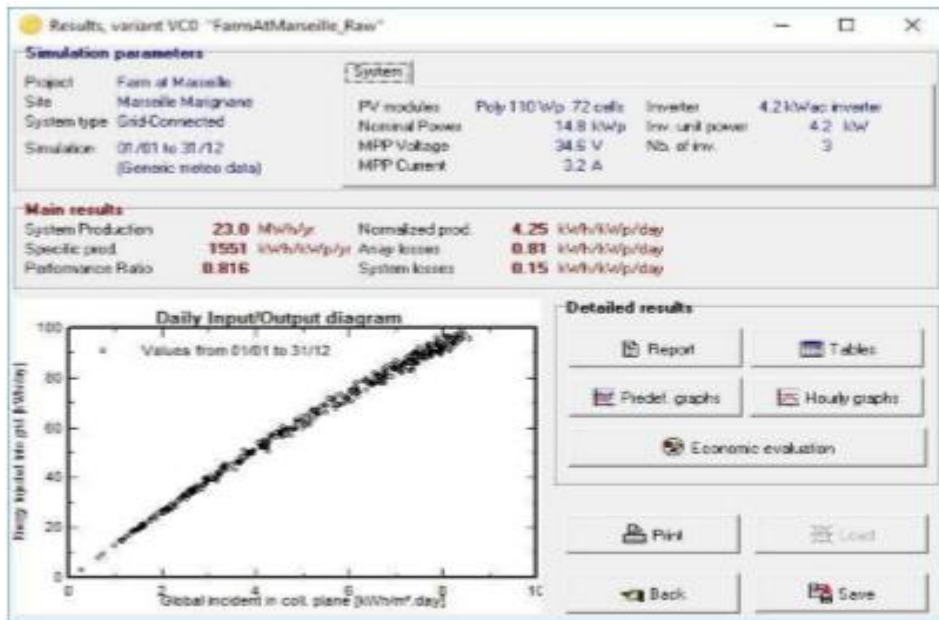 Results, variant VC0 "FarmAtMarseille_Raw"
Simulation parameters
Project Farm at Marseille
Site Marseille Marignane
System type Grid-Connected
Simulation 01/01 to 31/12
(Generic meteo data)
System
PV modules Poly 110 Wp 72 cells
Nominal Power 14.8 kWp
MPP Voltage 34.6 V
MPP Current 3.2 A
Inverter 4.2 kWac inverter
Inv. unit power 4.2 kW
Nb. of inv. 3
Main results
System Production 23.0 MWh/yr
Specific prod. 1551 kWh/kWp/yr
Performance Ratio 0.816
Normalized prod. 4.25 kWh/kWp/day
Array losses 0.81 kWh/kWp/day
System losses 0.15 kWh/kWp/day
Daily Input/Output diagram
Values from 01/01 to 31/12
Energy injected into grid [kWh/day]
100
80
60
40
20
0
0 2 4 6 8 10
Global incident in coll. plane [kWh/m².day]
Detailed results
Report
Tables
Predef. graphs
Hourly graphs
Economic evaluation
Print
Load
Back
Save